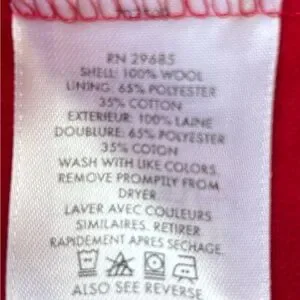 RN 29685
SHELL: 100% WOOL
LINING: 65% POLYESTER
35% COTTON
EXTERIEUR: 100% LAINE
DOUBLURE: 65% POLYESTER
35% COTON
WASH WITH LIKE COLORS.
REMOVE PROMPTLY FROM
DRYER
LAVER AVEC COULEURS
SIMILAIRES. RETIRER
RAPIDEMENT APRES SECHAGE.
ALSO SEE REVERSE